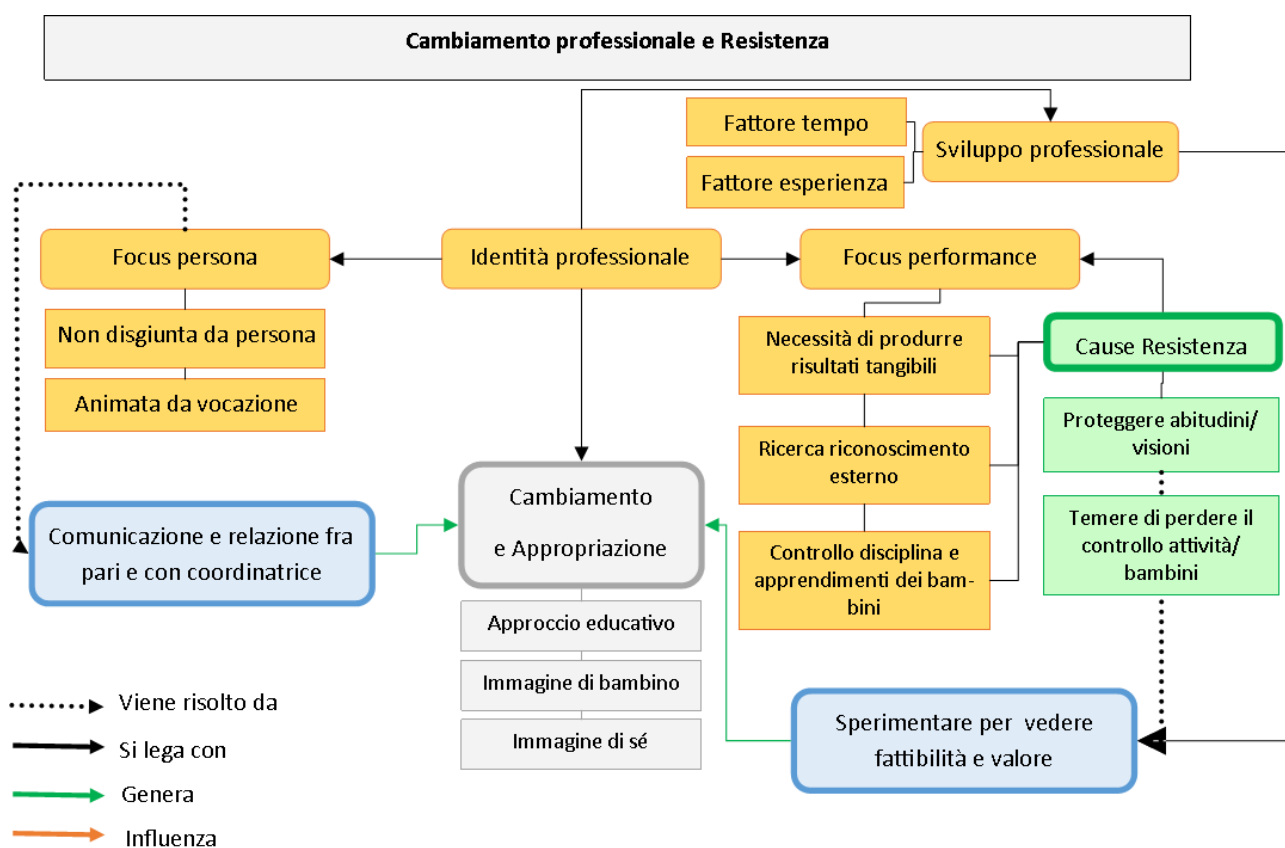 Cambiamento professionale e Resistenza
Fattore tempo
Sviluppo professionale
Fattore esperienza
Focus persona
Identità professionale
Focus performance
Non disgiunta da persona
Animata da vocazione
Necessità di produrre
risultati tangibili
Cause Resistenza
Proteggere abitudini/
visioni
Ricerca riconoscimento
esterno
Cambiamento
e Appropriazione
Comunicazione e relazione fra
pari e con coordinatrice
Controllo disciplina e
apprendimenti dei bam-
bini
Temere di perdere il
controllo attività/
bambini
Approccio educativo
Immagine di bambino
Immagine di sé
Sperimentare per  vedere
fattibilità e valore
Viene risolto da
Si lega con
Genera
Influenza